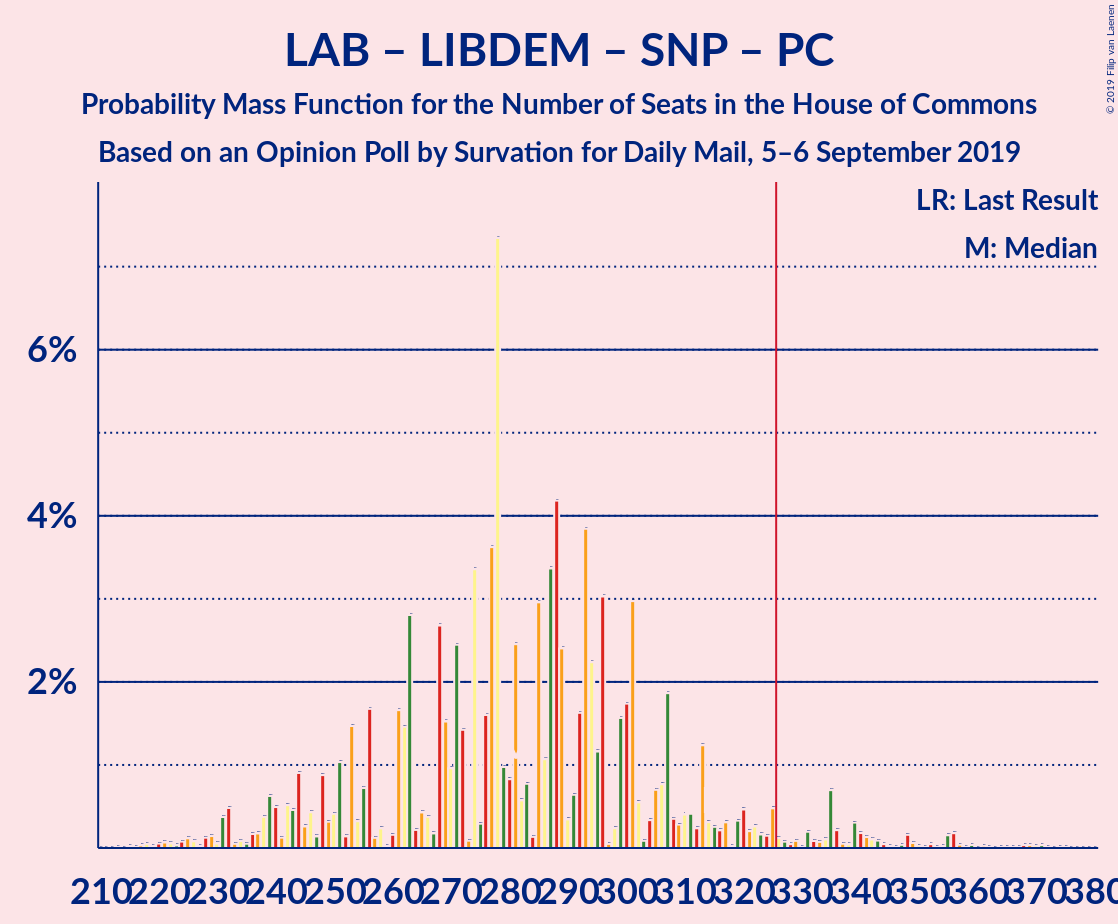 LAB – LIBDEM – SNP – PC
Probability Mass Function for the Number of Seats in the House of Commons
Based on an Opinion Poll by Survation for Daily Mail, 5–6 September 2019
© 2019 Filip van Laenen
LR: Last Result
M: Median
6%
4%
2%
210 220 230 240 250 260 270 280 290 300 310 320 330 340 350 360 370 380